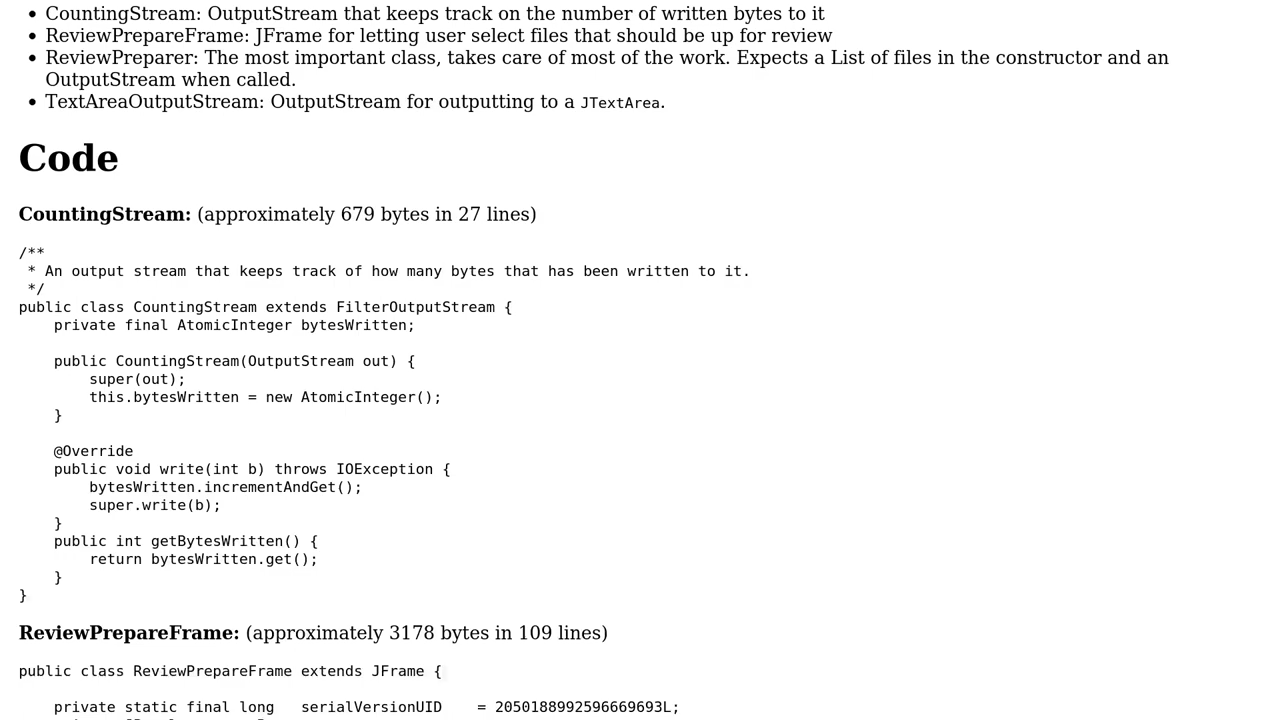 • CountingStream: OutputStream that keeps track on the number of written bytes to it
• ReviewPrepareFrame: JFrame for letting user select files that should be up for review
• ReviewPreparer: The most important class, takes care of most of the work. Expects a List of files in the constructor and an
OutputStream when called.
• TextAreaOutputStream: OutputStream for outputting to a JTextArea.
Code
CountingStream: (approximately 679 bytes in 27 lines)
/**
 * An output stream that keeps track of how many bytes that has been written to it.
 */
public class CountingStream extends FilterOutputStream {
    private final AtomicInteger bytesWritten;

    public CountingStream(OutputStream out) {
        super(out);
        this.bytesWritten = new AtomicInteger();
    }

    @Override
    public void write(int b) throws IOException {
        bytesWritten.incrementAndGet();
        super.write(b);
    }
    public int getBytesWritten() {
        return bytesWritten.get();
    }
}
ReviewPrepareFrame: (approximately 3178 bytes in 109 lines)
public class ReviewPrepareFrame extends JFrame {

    private static final long   serialVersionUID    = 2050188992596669693L;